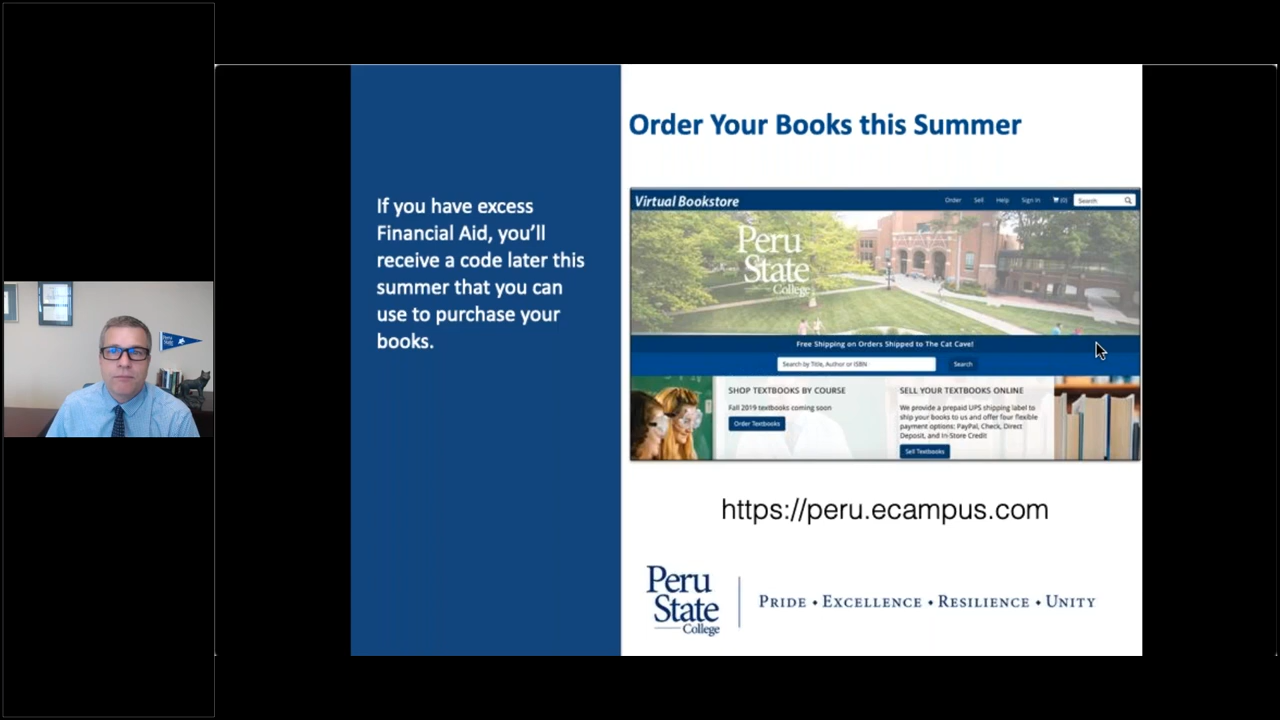 Order Your Books this Summer
If you have excess
Financial Aid, you'll
receive a code later this
summer that you can
use to purchase your
books.
Virtual Bookstore
Order Sell Help Sign In (0) Search
Peru
State
College
Free Shipping on Orders Shipped to The Cat Cave!
Search by Title, Author or ISBN Search
SHOP TEXTBOOKS BY COURSE
Fall 2019 textbooks coming soon
Order Textbooks
SELL YOUR TEXTBOOKS ONLINE
We provide a prepaid UPS shipping label to
ship your books to us and offer four flexible
payment options: PayPal, Check, Direct
Deposit, and In-Store Credit
Sell Textbooks
https://peru.ecampus.com
Peru
State
College
PRIDE • EXCELLENCE • RESILIENCE • UNITY
Peru
State